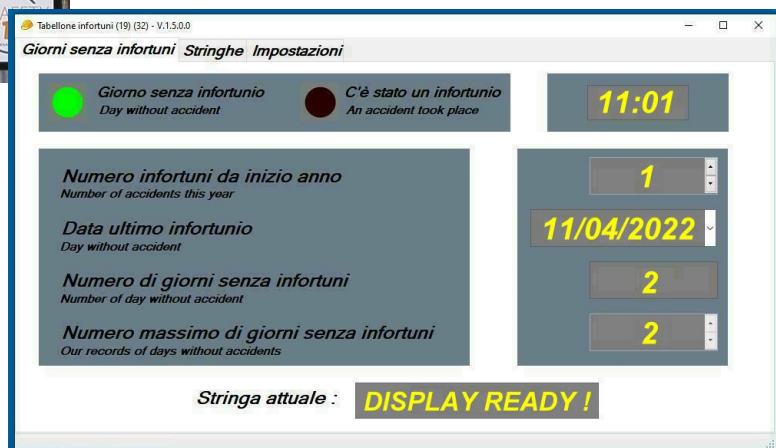 SAFETY
Tabellone infortuni (19) (32) - V.1.5.0.0
Giorni senza infortuni Stringhe Impostazioni
Giorno senza infortunio
Day without accident
C'è stato un infortunio
An accident took place
11:01
Numero infortuni da inizio anno
Number of accidents this year
1
Data ultimo infortunio
Day without accident
11/04/2022
Numero di giorni senza infortuni
Number of day without accident
2
Numero massimo di giorni senza infortuni
Our records of days without accidents
2
Stringa attuale : DISPLAY READY !